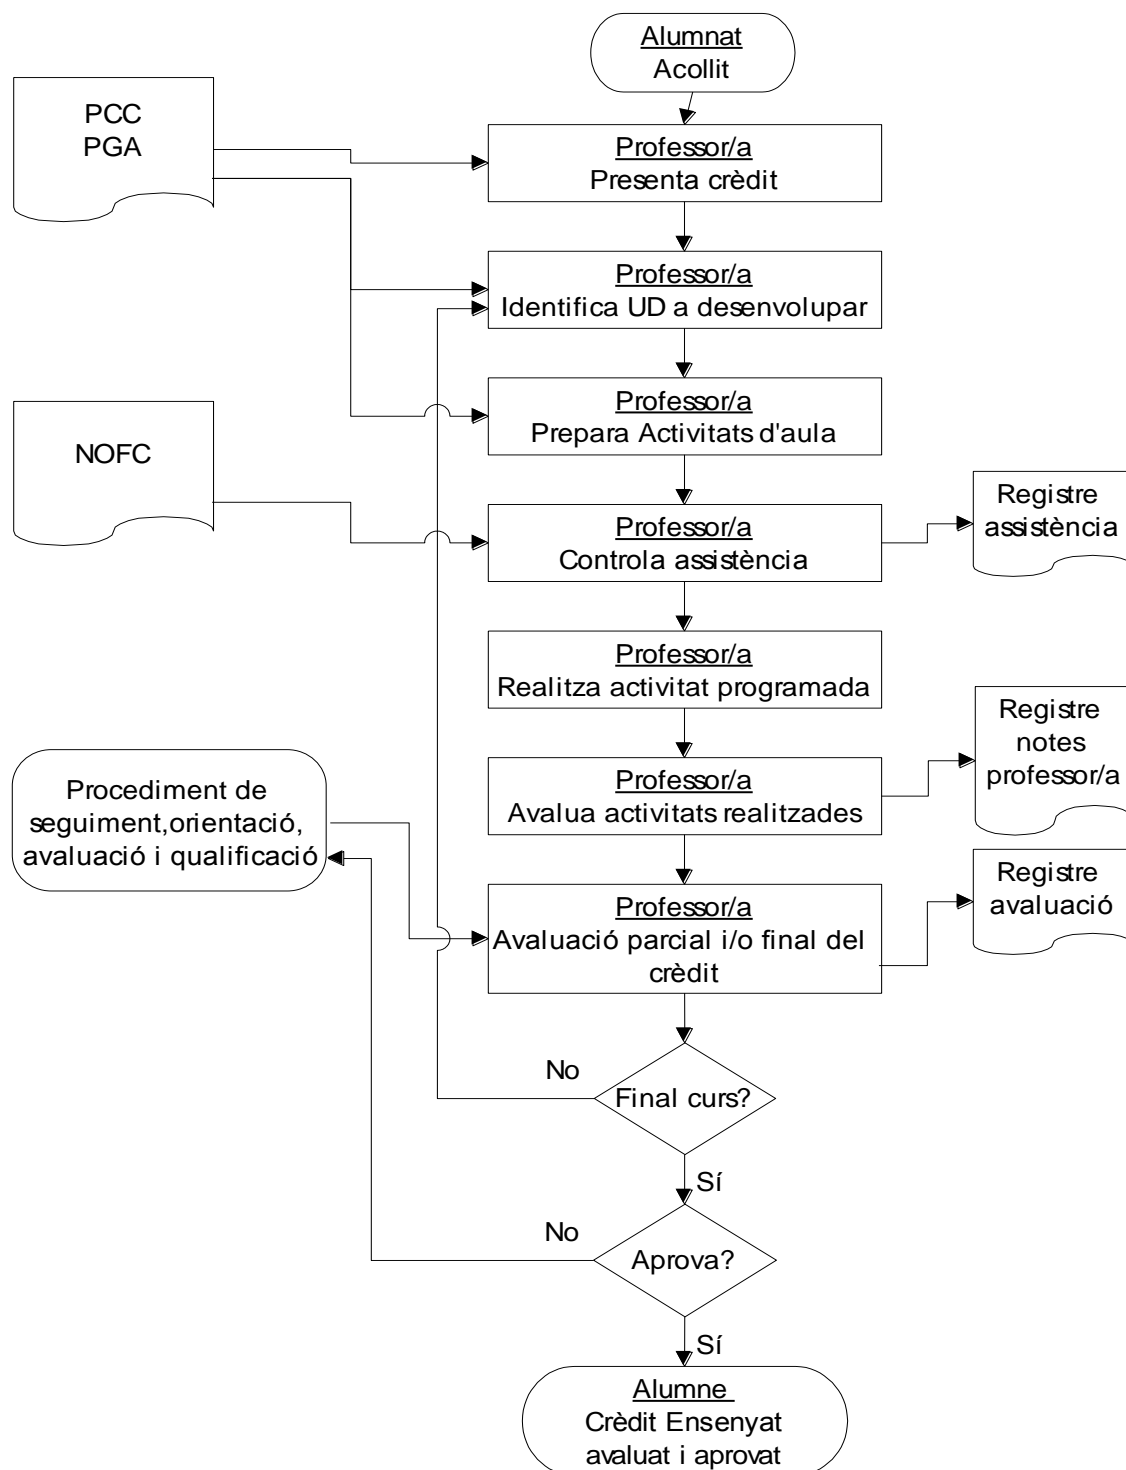 Alumnat
Acollit
PCC
PGA
Professor/a
Presenta crèdit
Professor/a
Identifica UD a desenvolupar
Professor/a
Prepara Activitats d'aula
NOFC
Professor/a
Controla assistència
Registre
assistència
Professor/a
Realitza activitat programada
Registre
notes
professor/a
Professor/a
Avalua activitats realitzades
Procediment de
seguiment,orientació,
avaluació i qualificació
Professor/a
Avaluació parcial i/o final del
crèdit
Registre
avaluació
No
Final curs?
Sí
No
Aprova?
Sí
Alumne
Crèdit Ensenyat
avaluat i aprovat